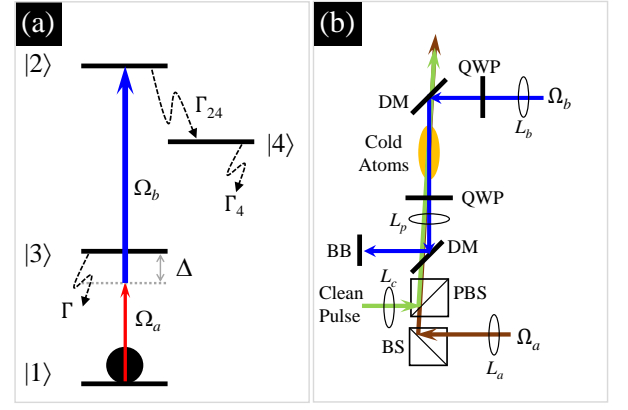 (a)
|2⟩
Γ24
|4⟩
Ωb
Γ4
|3⟩
Δ
Γ
Ωa
|1⟩
(b)
QWP
DM
Ωb
Lb
Cold
Atoms
QWP
Lp
BB
DM
Lc
Clean
Pulse
PBS
BS
Ωa
La